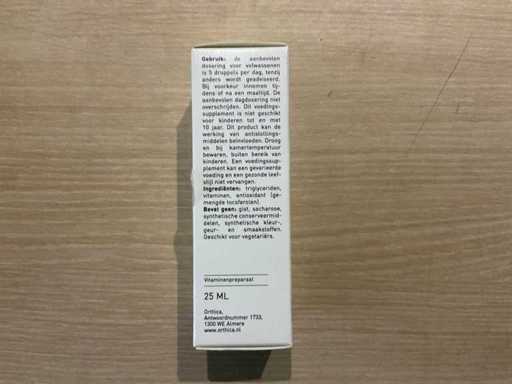 Gebruik: de aanbevolen
dosering voor volwassenen
is 5 druppels per dag, tenzij
anders wordt geadviseerd.
Bij voorkeur innemen tij-
dens of na een maaltijd. De
aanbevolen dagdosering niet
overschrijden. Dit voedings-
supplement is niet geschikt
voor kinderen tot en met
10 jaar. Dit product kan de
werking van antistollings-
middelen beïnvloeden. Droog
en bij kamertemperatuur
bewaren, buiten bereik van
kinderen. Een voedingssup-
plement kan een gevarieerde
voeding en een gezonde leef-
stijl niet vervangen.
Ingrediënten: triglyceriden,
vitaminen, antioxidant (ge-
mengde tocoferolen).
Bevat geen: gist, sacharose,
synthetische conserveermid-
delen, synthetische kleur-,
geur- en smaakstoffen.
Geschikt voor vegetariërs.
Vitaminenpreparaat
25 ML
Orthica,
Antwoordnummer 1733,
1300 WE Almere
www.orthica.nl